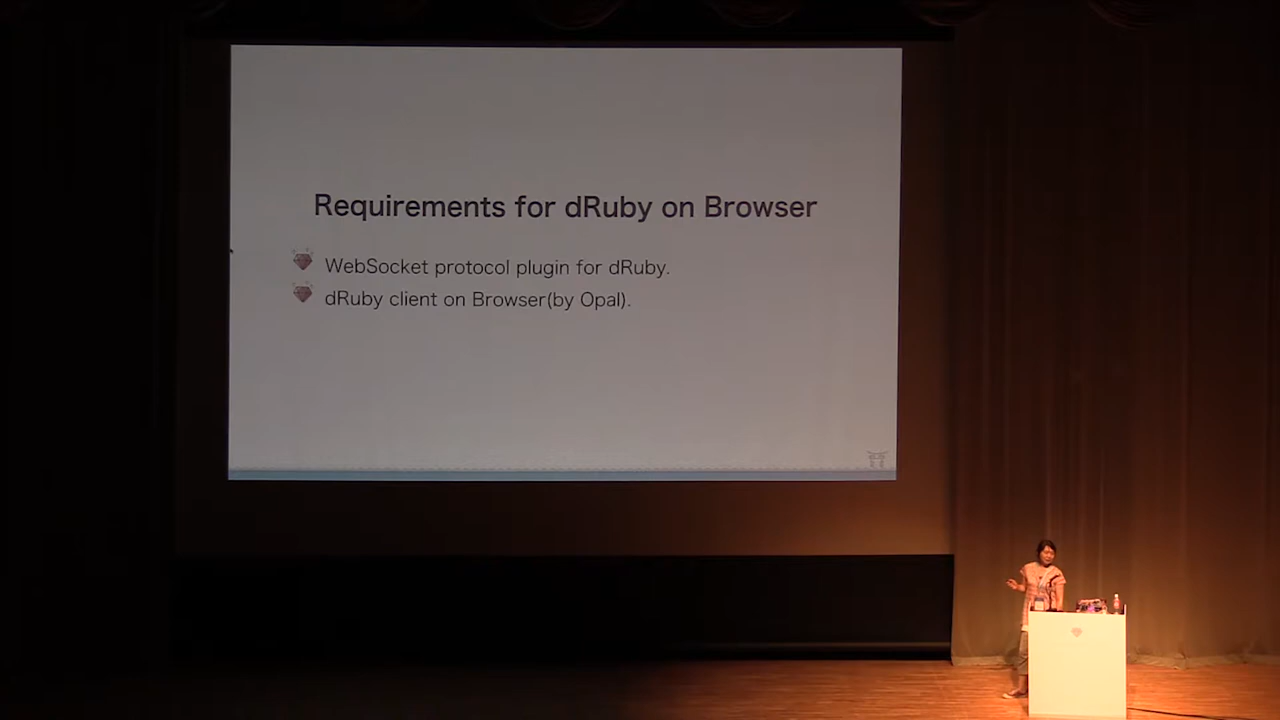 Requirements for dRuby on Browser
WebSocket protocol plugin for dRuby.
dRuby client on Browser(by Opal).